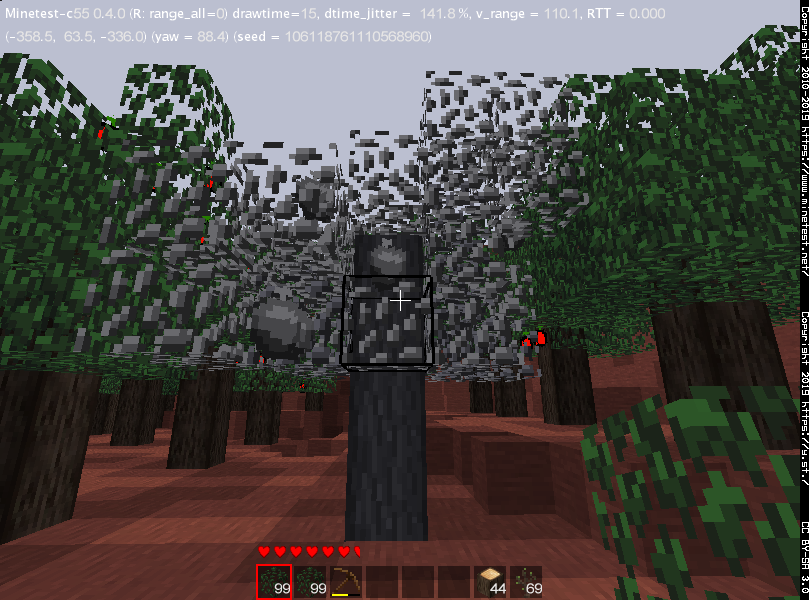 Minetest-c55 0.4.0 (R: range_all=0) drawtime=15, dtime_jitter = 141.8 %, v_range = 110.1, RTT = 0.000
(-358.5, 63.5, -336.0) (yaw = 88.4) (seed = 106118761110568960)
99
99
44
69
Copyright 2010-2019 https://www.minetest.net/
Copyright 2019 https://y.st./
CC BY-SA 3.0